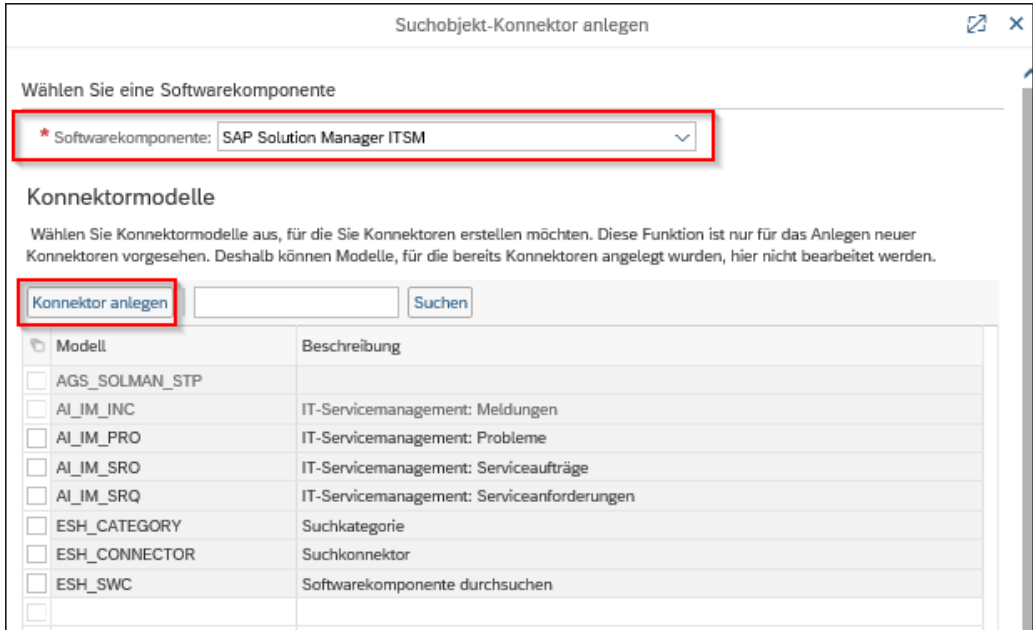 Suchobjekt-Konnektor anlegen
Wählen Sie eine Softwarekomponente
* Softwarekomponente: SAP Solution Manager ITSM
Konnektormodelle
Wählen Sie Konnektormodelle aus, für die Sie Konnektoren erstellen möchten. Diese Funktion ist nur für das Anlegen neuer
Konnektoren vorgesehen. Deshalb können Modelle, für die bereits Konnektoren angelegt wurden, hier nicht bearbeitet werden.
Konnektor anlegen Suchen
Modell Beschreibung
AGS_SOLMAN_STP
AI_IM_INC IT-Servicemanagement: Meldungen
AI_IM_PRO IT-Servicemanagement: Probleme
AI_IM_SRO IT-Servicemanagement: Serviceaufträge
AI_IM_SRQ IT-Servicemanagement: Serviceanforderungen
ESH_CATEGORY Suchkategorie
ESH_CONNECTOR Suchkonnektor
ESH_SWC Softwarekomponente durchsuchen